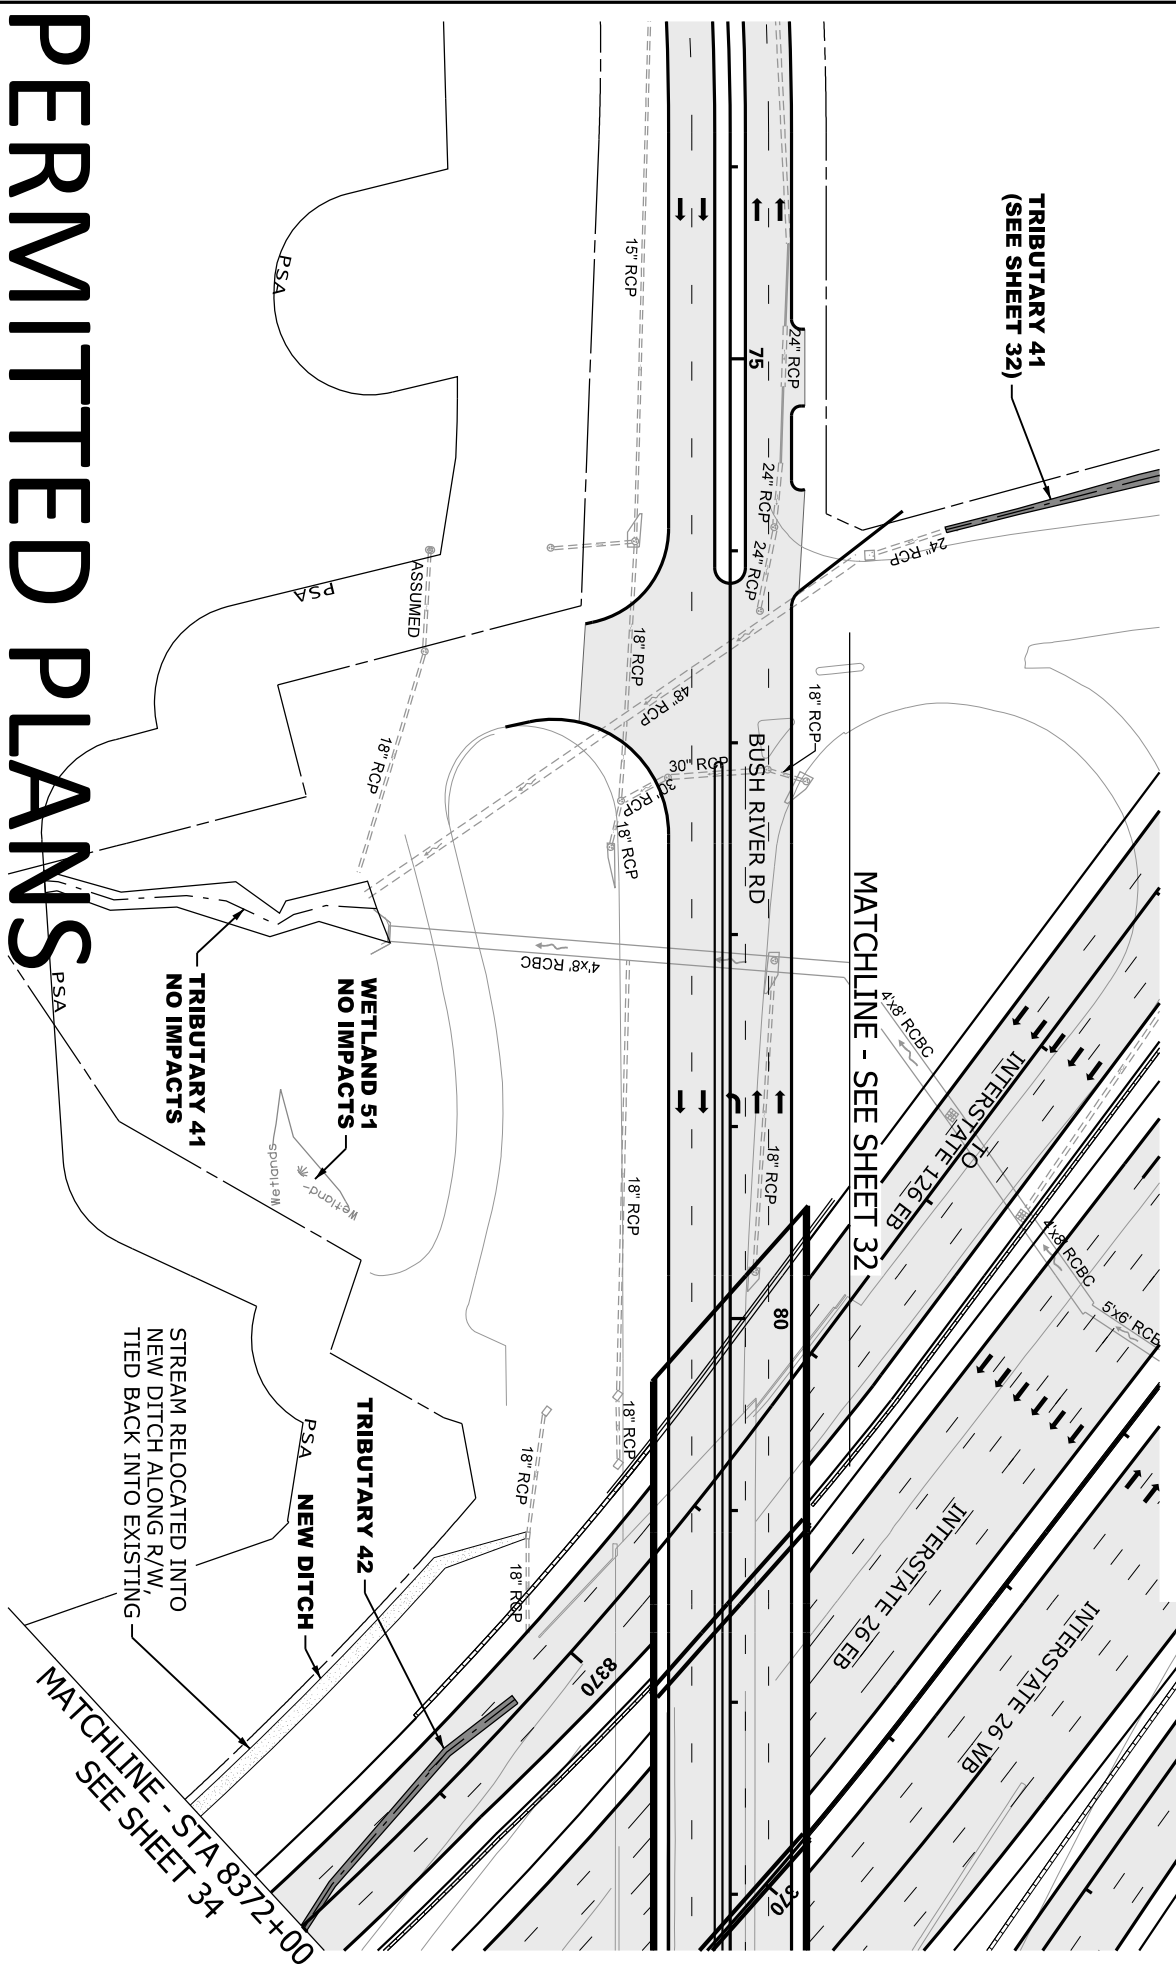 PERMITTED PLANS
TRIBUTARY 41
(SEE SHEET 32)
15" RCP
PSA
75
24" RCP
24" RCP
24" RCP
24" RCP
ASSUMED
PSA
18" RCP
48" RCP
18" RCP
18" RCP
30" RCP
30" RCP
18" RCP
BUSH RIVER RD
MATCHLINE - SEE SHEET 32
4'x8' RCBC
4'x8' RCBC
TO
INTERSTATE 126 EB
PSA
TRIBUTARY 41
NO IMPACTS
WETLAND 51
NO IMPACTS
Wetlands
Wetland-
18" RCP
18" RCP
4'x8' RCBC
5'x6' RCB
80
STREAM RELOCATED INTO
NEW DITCH ALONG R/W,
TIED BACK INTO EXISTING
PSA
NEW DITCH
TRIBUTARY 42
18" RCP
18" RCP
18" RCP
8370
INTERSTATE 26 EB
INTERSTATE 26 WB
370
MATCHLINE - STA 8372+00
SEE SHEET 34